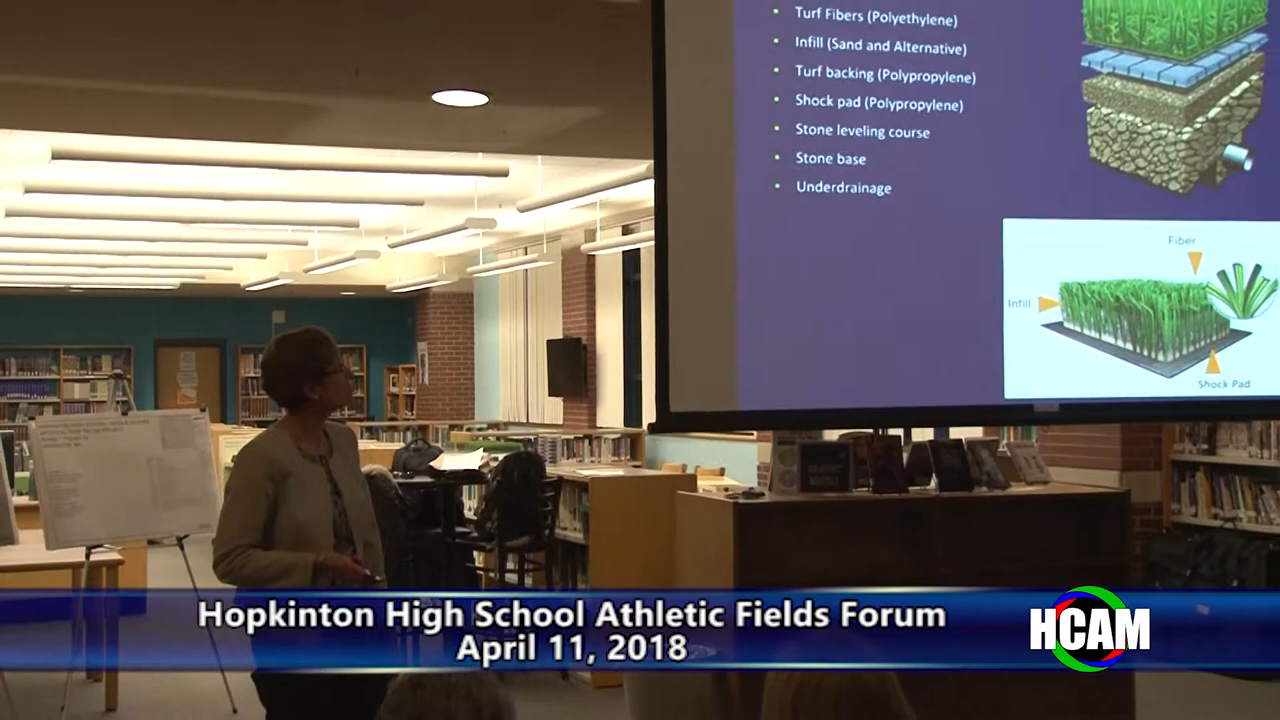 Turf Fibers (Polyethylene)
Infill (Sand and Alternative)
Turf backing (Polypropylene)
Shock pad (Polypropylene)
Stone leveling course
Stone base
Underdrainage
Fiber
Infill
Shock Pad
Hopkinton High School Athletic Fields Forum
April 11, 2018
HCAM